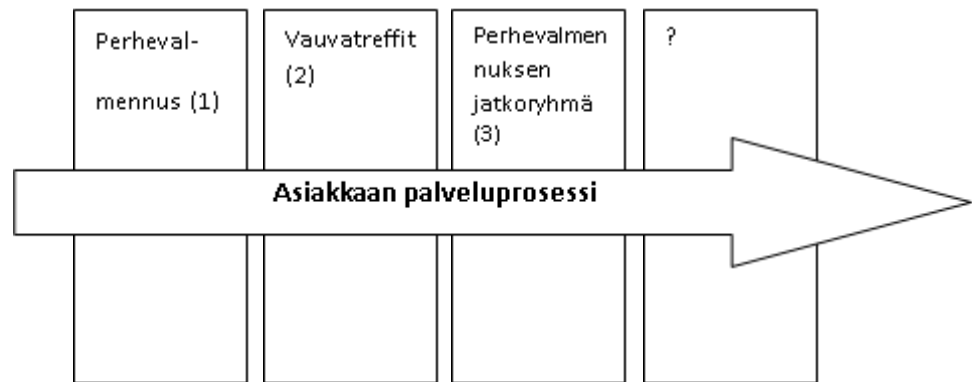 Perheval-
mennus (1)
Vauvatreffit
(2)
Perhevalmen
nuksen
jatkoryhmä
(3)
?
Asiakkaan palveluprosessi